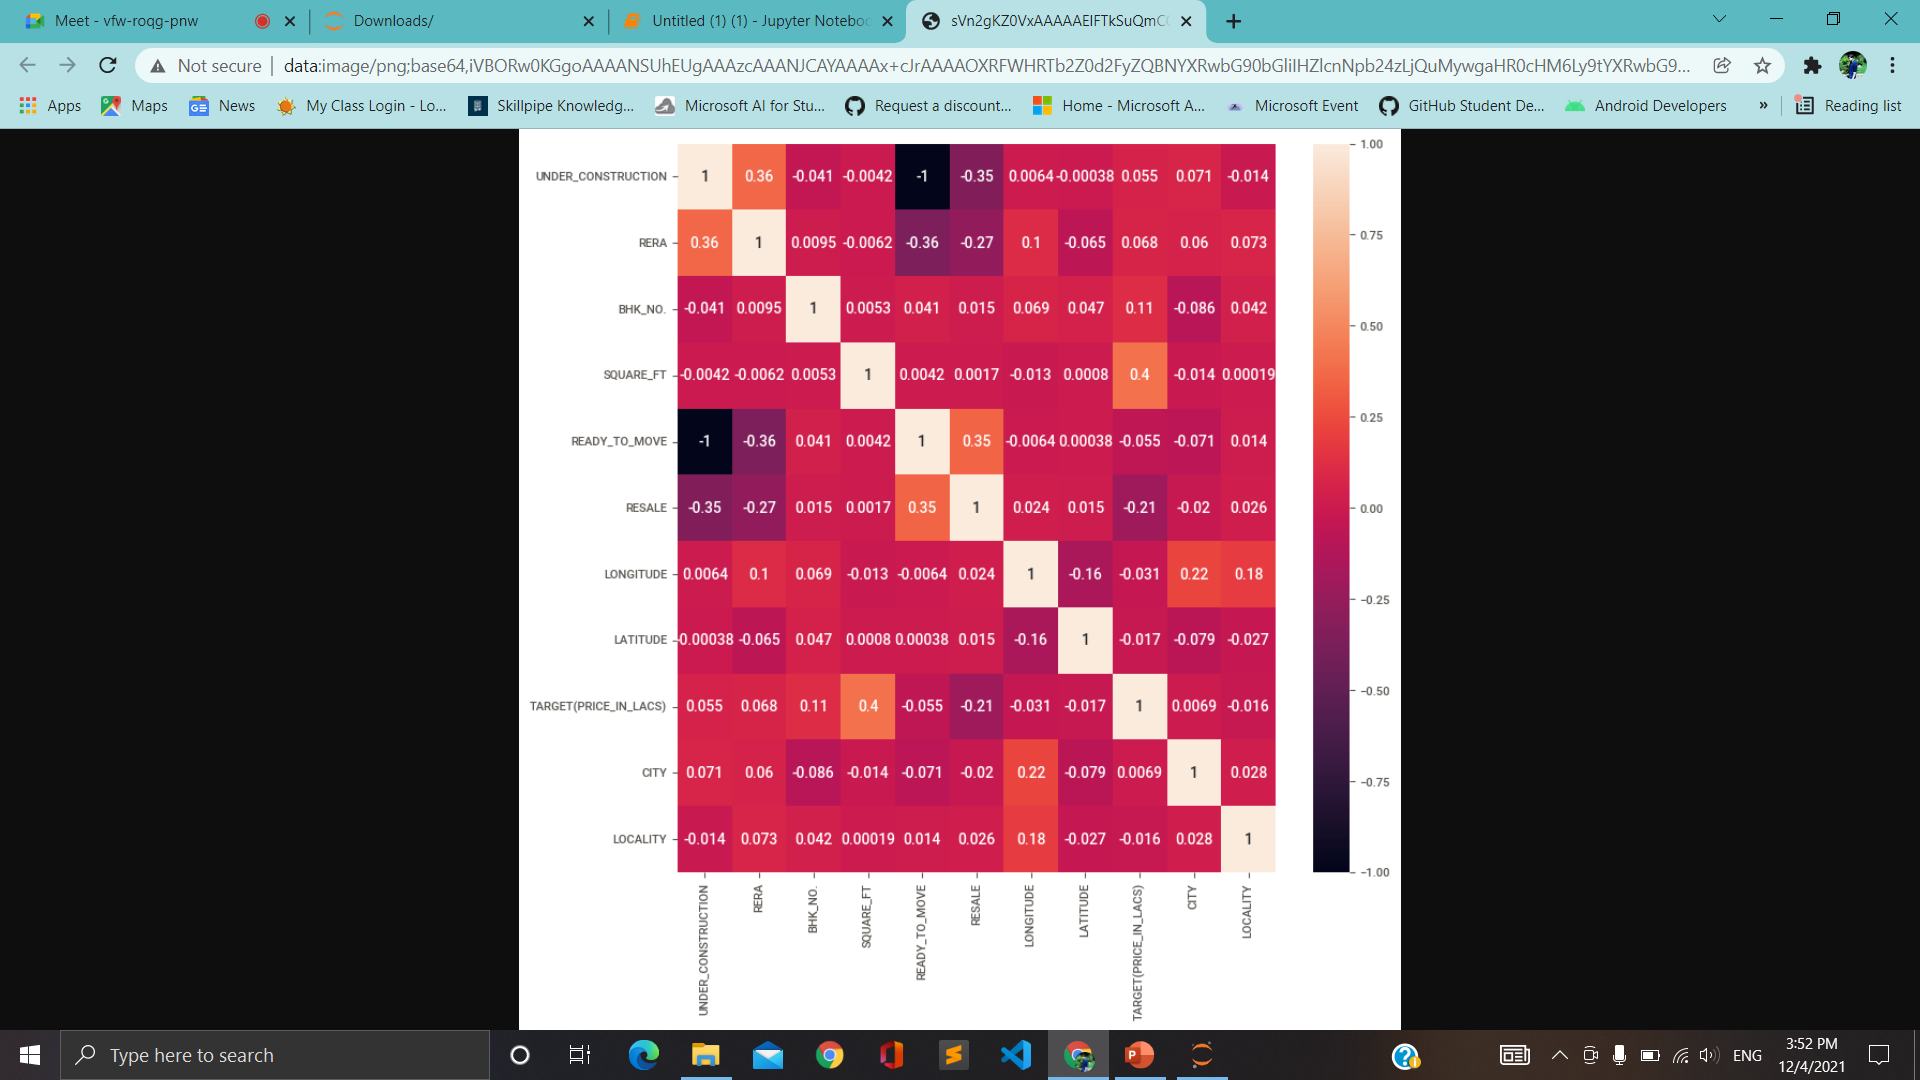 Meet - vfw-roqg-pnw
Downloads/
Untitled (1) (1) - Jupyter Notebo
sVn2gKZ0VxAAAAAElFTkSuQmC
Not secure
Apps
Maps
News
My Class Login - Lo...
Skillpipe Knowledg...
Microsoft AI for Stu...
Request a discount...
Home - Microsoft A...
Microsoft Event
GitHub Student De...
Android Developers
»
Reading list
UNDER_CONSTRUCTION 1 0.36 -0.041 -0.0042 -1 -0.35 0.0064 -0.00038 0.055 0.071 -0.014
RERA 0.36 1 0.0095 -0.0062 -0.36 -0.27 0.1 -0.065 0.068 0.06 0.073
BHK_NO. -0.041 0.0095 1 0.0053 0.041 0.015 0.069 0.047 0.11 -0.086 0.042
SQUARE_FT -0.0042 -0.0062 0.0053 1 0.0042 0.0017 -0.013 0.0008 0.4 -0.014 0.00019
READY_TO_MOVE -1 -0.36 0.041 0.0042 1 0.35 -0.0064 0.00038 -0.055 -0.071 0.014
RESALE -0.35 -0.27 0.015 0.0017 0.35 1 0.024 0.015 -0.21 -0.02 0.026
LONGITUDE 0.0064 0.1 0.069 -0.013 -0.0064 0.024 1 -0.16 -0.031 0.22 0.18
LATITUDE -0.00038 -0.065 0.047 0.0008 0.00038 0.015 -0.16 1 -0.017 -0.079 -0.027
TARGET(PRICE_IN_LACS) 0.055 0.068 0.11 0.4 -0.055 -0.21 -0.031 -0.017 1 0.0069 -0.016
CITY 0.071 0.06 -0.086 -0.014 -0.071 -0.02 0.22 -0.079 0.0069 1 0.028
LOCALITY -0.014 0.073 0.042 0.00019 0.014 0.026 0.18 -0.027 -0.016 0.028 1
UNDER_CONSTRUCTION
RERA
BHK_NO.
SQUARE_FT
READY_TO_MOVE
RESALE
LONGITUDE
LATITUDE
TARGET(PRICE_IN_LACS)
CITY
LOCALITY
1.00
0.75
0.50
0.25
0.00
-0.25
-0.50
-0.75
-1.00
Type here to search
ENG
3:52 PM
12/4/2021